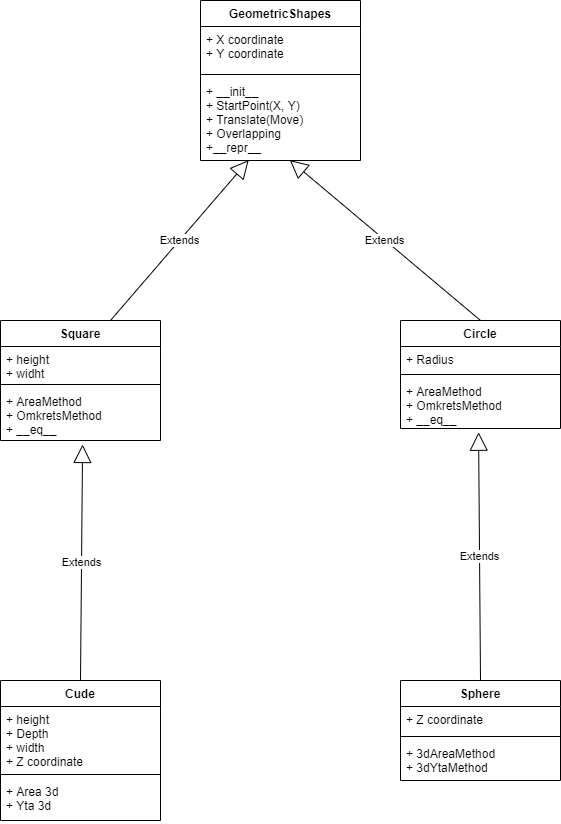 GeometricShapes
+ X coordinate
+ Y coordinate
+ __init__
+ StartPoint(X, Y)
+ Translate(Move)
+ Overlapping
+__repr__
Extends
Extends
Square
+ height
+ widht
+ AreaMethod
+ OmkretsMethod
+ __eq__
Circle
+ Radius
+ AreaMethod
+ OmkretsMethod
+ __eq__
Extends
Extends
Cude
+ height
+ Depth
+ width
+ Z coordinate
+ Area 3d
+ Yta 3d
Sphere
+ Z coordinate
+ 3dAreaMethod
+ 3dYtaMethod